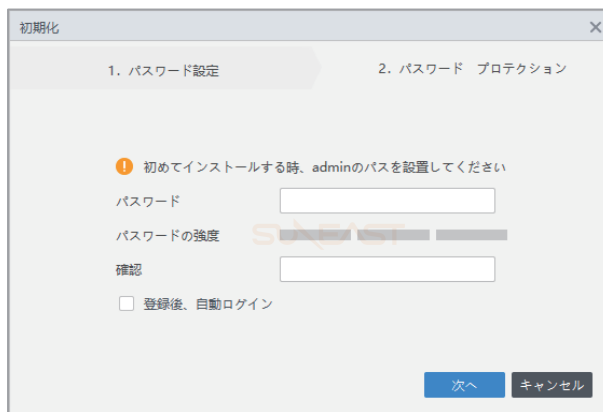 初期化
1. パスワード設定
2. パスワード プロテクション
初めてインストールする時、adminのパスを設置してください
パスワード
パスワードの強度
SUNEAST
確認
登録後、自動ログイン
次へ
キャンセル